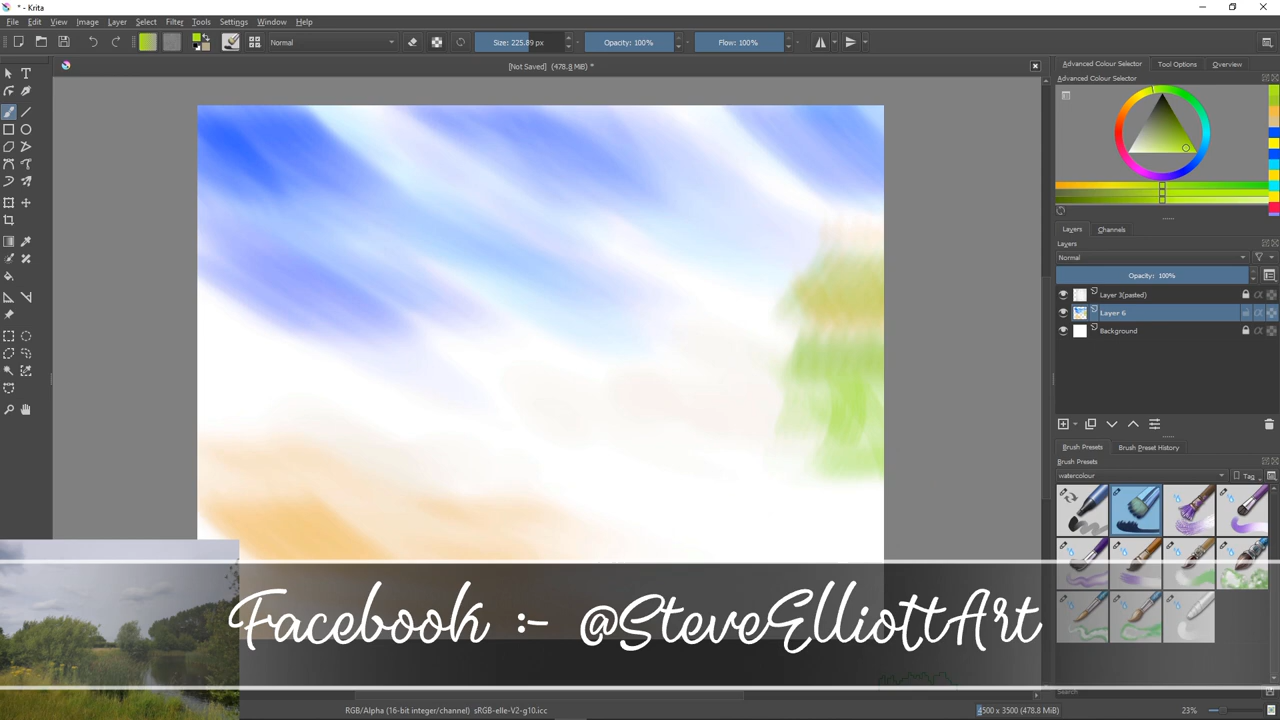 * - Krita
File Edit View Image Layer Select Filter Tools Settings Window Help
Normal Size: 225.89 px Opacity: 100% Flow: 100%
[Not Saved] (478.8 MiB) *
Advanced Colour Selector Tool Options Overview
Advanced Colour Selector
Layers Channels
Layers
Normal
Opacity: 100%
Layer 3(pasted)
Layer 6
Background
Brush Presets Brush Preset History
Brush Presets
watercolour Tag
Facebook :- @SteveElliottArt
Search
RGB/Alpha (16-bit integer/channel) sRGB-elle-V2-g10.icc 4500 x 3500 (478.8 MiB) 23%